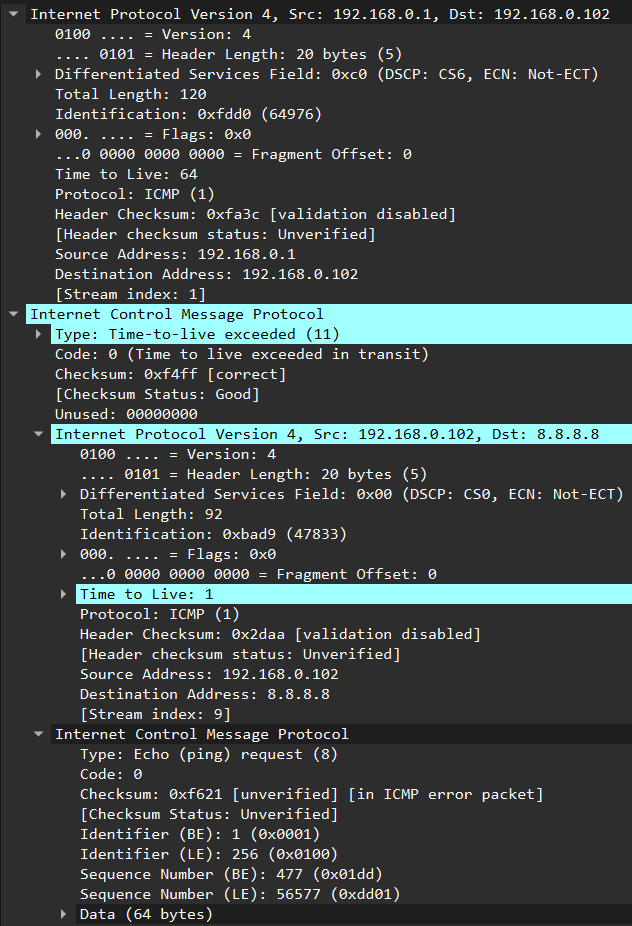 Internet Protocol Version 4, Src: 192.168.0.1, Dst: 192.168.0.102
0100 .... = Version: 4
.... 0101 = Header Length: 20 bytes (5)
Differentiated Services Field: 0xc0 (DSCP: CS6, ECN: Not-ECT)
Total Length: 120
Identification: 0xfdd0 (64976)
000. .... = Flags: 0x0
...0 0000 0000 0000 = Fragment Offset: 0
Time to Live: 64
Protocol: ICMP (1)
Header Checksum: 0xfa3c [validation disabled]
[Header checksum status: Unverified]
Source Address: 192.168.0.1
Destination Address: 192.168.0.102
[Stream index: 1]
Internet Control Message Protocol
Type: Time-to-live exceeded (11)
Code: 0 (Time to live exceeded in transit)
Checksum: 0xf4ff [correct]
[Checksum Status: Good]
Unused: 00000000
Internet Protocol Version 4, Src: 192.168.0.102, Dst: 8.8.8.8
0100 .... = Version: 4
.... 0101 = Header Length: 20 bytes (5)
Differentiated Services Field: 0x00 (DSCP: CS0, ECN: Not-ECT)
Total Length: 92
Identification: 0xbad9 (47833)
000. .... = Flags: 0x0
...0 0000 0000 0000 = Fragment Offset: 0
Time to Live: 1
Protocol: ICMP (1)
Header Checksum: 0x2daa [validation disabled]
[Header checksum status: Unverified]
Source Address: 192.168.0.102
Destination Address: 8.8.8.8
[Stream index: 9]
Internet Control Message Protocol
Type: Echo (ping) request (8)
Code: 0
Checksum: 0xf621 [unverified] [in ICMP error packet]
[Checksum Status: Unverified]
Identifier (BE): 1 (0x0001)
Identifier (LE): 256 (0x0100)
Sequence Number (BE): 477 (0x01dd)
Sequence Number (LE): 56577 (0xdd01)
Data (64 bytes)